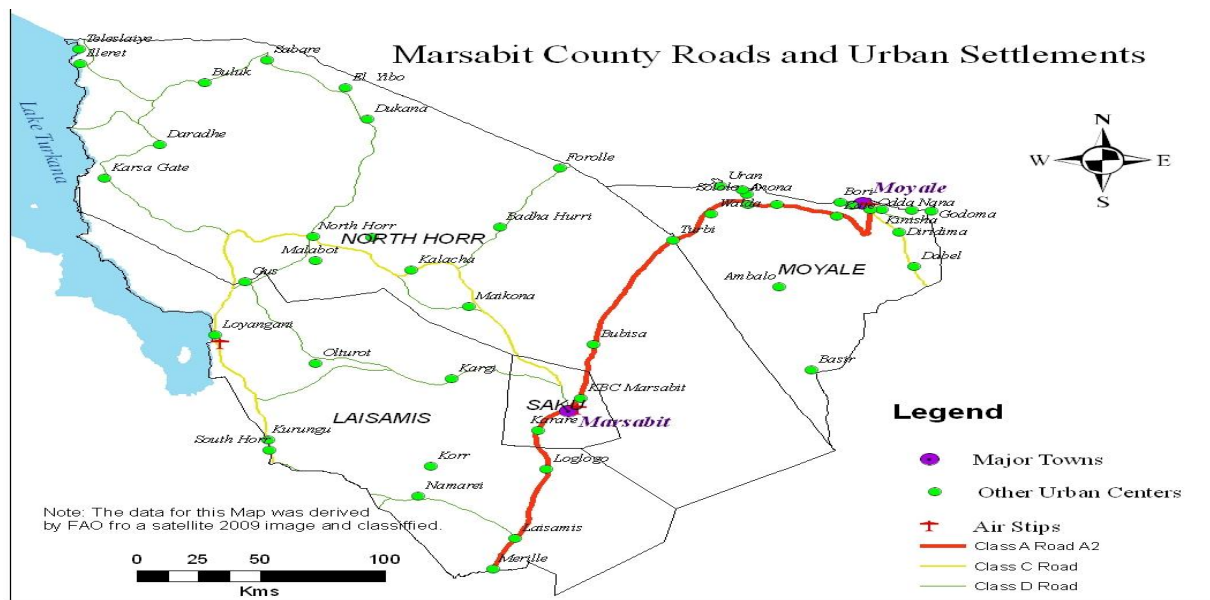 Marsabit County Roads and Urban Settlements
Teleslaiye
Illeret
Buluk
Sabare
El Yibo
Dukana
Lake Turkana
Daradhe
Karsa Gate
Forolle
N
W
E
S
Uran
Sololo
Anona
Walda
Bori
Moyale
Odda
Nana
Godoma
Kinisha
Diridima
Dabel
North Horr
NORTH HORR
Badha Hurri
Turbi
Malabot
Kalacha
MOYALE
Ambalo
Gus
Maikona
Loyangani
Bubisa
Olturot
Kargi
Basir
KBC Marsabit
SAKU
Marsabit
LAISAMIS
Karare
Legend
Kurungu
South Horr
Korr
Loglogo
Major Towns
Namarei
Other Urban Centers
Note: The data for this Map was derived
by FAO fro a satellite 2009 image and classiffied.
Laisamis
Air Stips
Class A Road A2
0 25 50 100
Merille
Class C Road
Kms
Class D Road